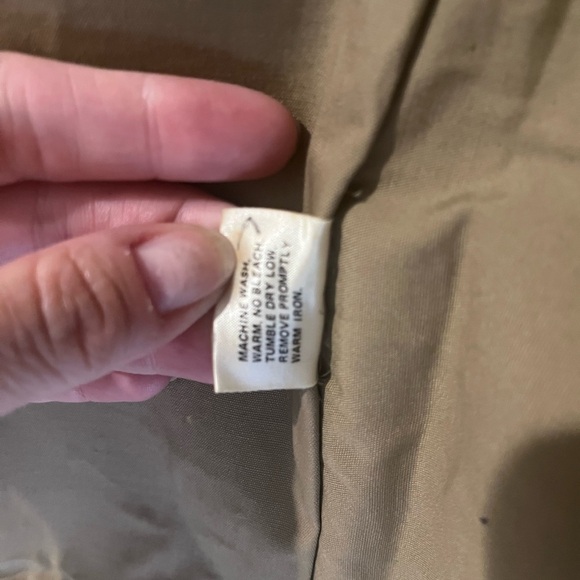 MACHINE WASH,
WARM, NO BLEACH,
TUMBLE DRY LOW,
REMOVE PROMPTLY
WARM IRON.